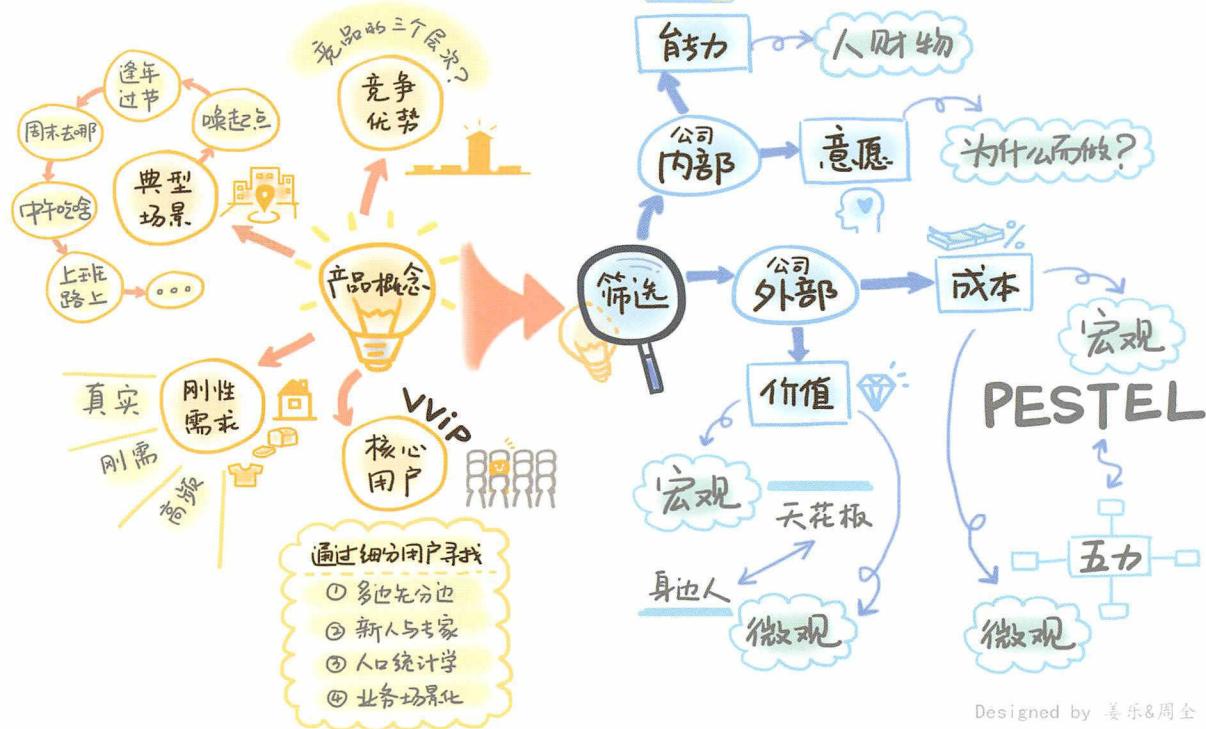 竞品的三个层次?
竞争
优势
逢年
过节
唤起点
周末去哪
中午吃啥
上班
路上
典型
场景
产品概念
刚性
需求
真实
刚需
高频
VViP
核心
用户
通过细分用户寻找
① 多边先分边
② 新人与专家
③ 人口统计学
④ 业务场景化
筛选
公司
内部
能力
人财物
意愿
为什么而做?
公司
外部
成本
%
宏观
PESTEL
五力
微观
价值
宏观
天花板
身边人
微观
Designed by 姜乐&周全